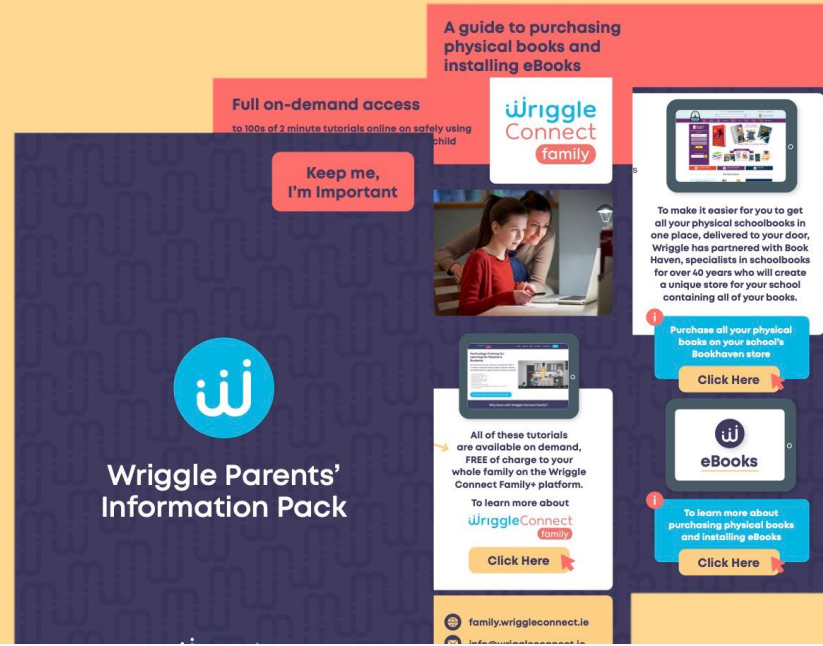 A guide to purchasing
physical books and
installing eBooks
Full on-demand access
to 100s of 2 minute tutorials online on safely using
child
Keep me,
I'm Important
Wriggle Parents'
Information Pack
Wriggle
Connect
family
All of these tutorials
are available on demand,
FREE of charge to your
whole family on the Wriggle
Connect Family+ platform.
To learn more about
WriggleConnect
family
Click Here
family.wriggleconnect.ie
info@wriggleconnect.ie
s
To make it easier for you to get
all your physical schoolbooks in
one place, delivered to your door,
Wriggle has partnered with Book
Haven, specialists in schoolbooks
for over 40 years who will create
a unique store for your school
containing all of your books.
i
Purchase all your physical
books on your school's
Bookhaven store
Click Here
eBooks
i
To learn more about
purchasing physical books
and installing eBooks
Click Here